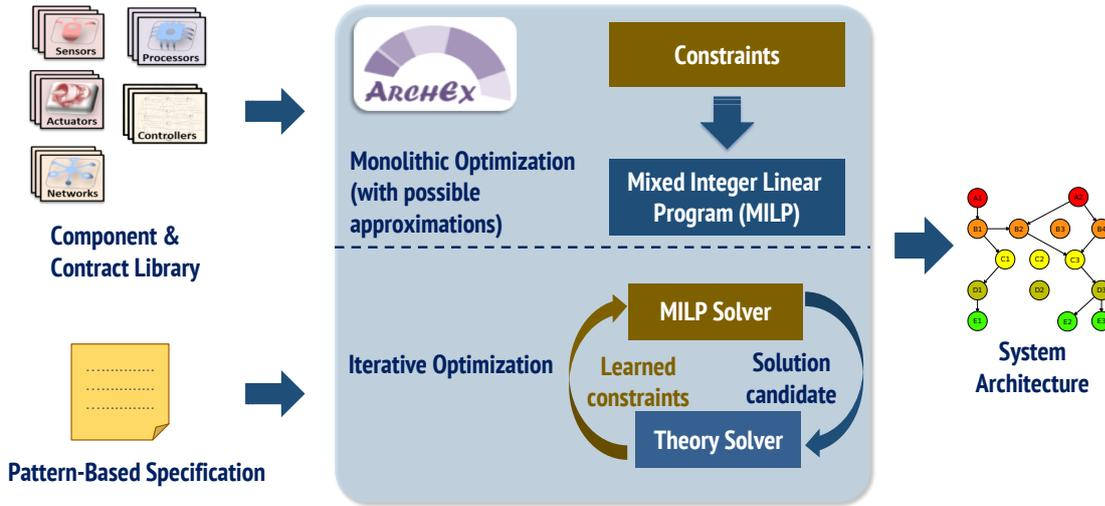 Sensors
Processors
Actuators
Controllers
Networks
Component &
Contract Library
Pattern-Based Specification
ARCHEX
Constraints
Monolithic Optimization
(with possible
approximations)
Mixed Integer Linear
Program (MILP)
MILP Solver
Iterative Optimization
Learned
constraints
Solution
candidate
Theory Solver
A1
A2
B1
B2
B3
B4
C1
C2
C3
D1
D2
D3
E1
E2
E3
System
Architecture